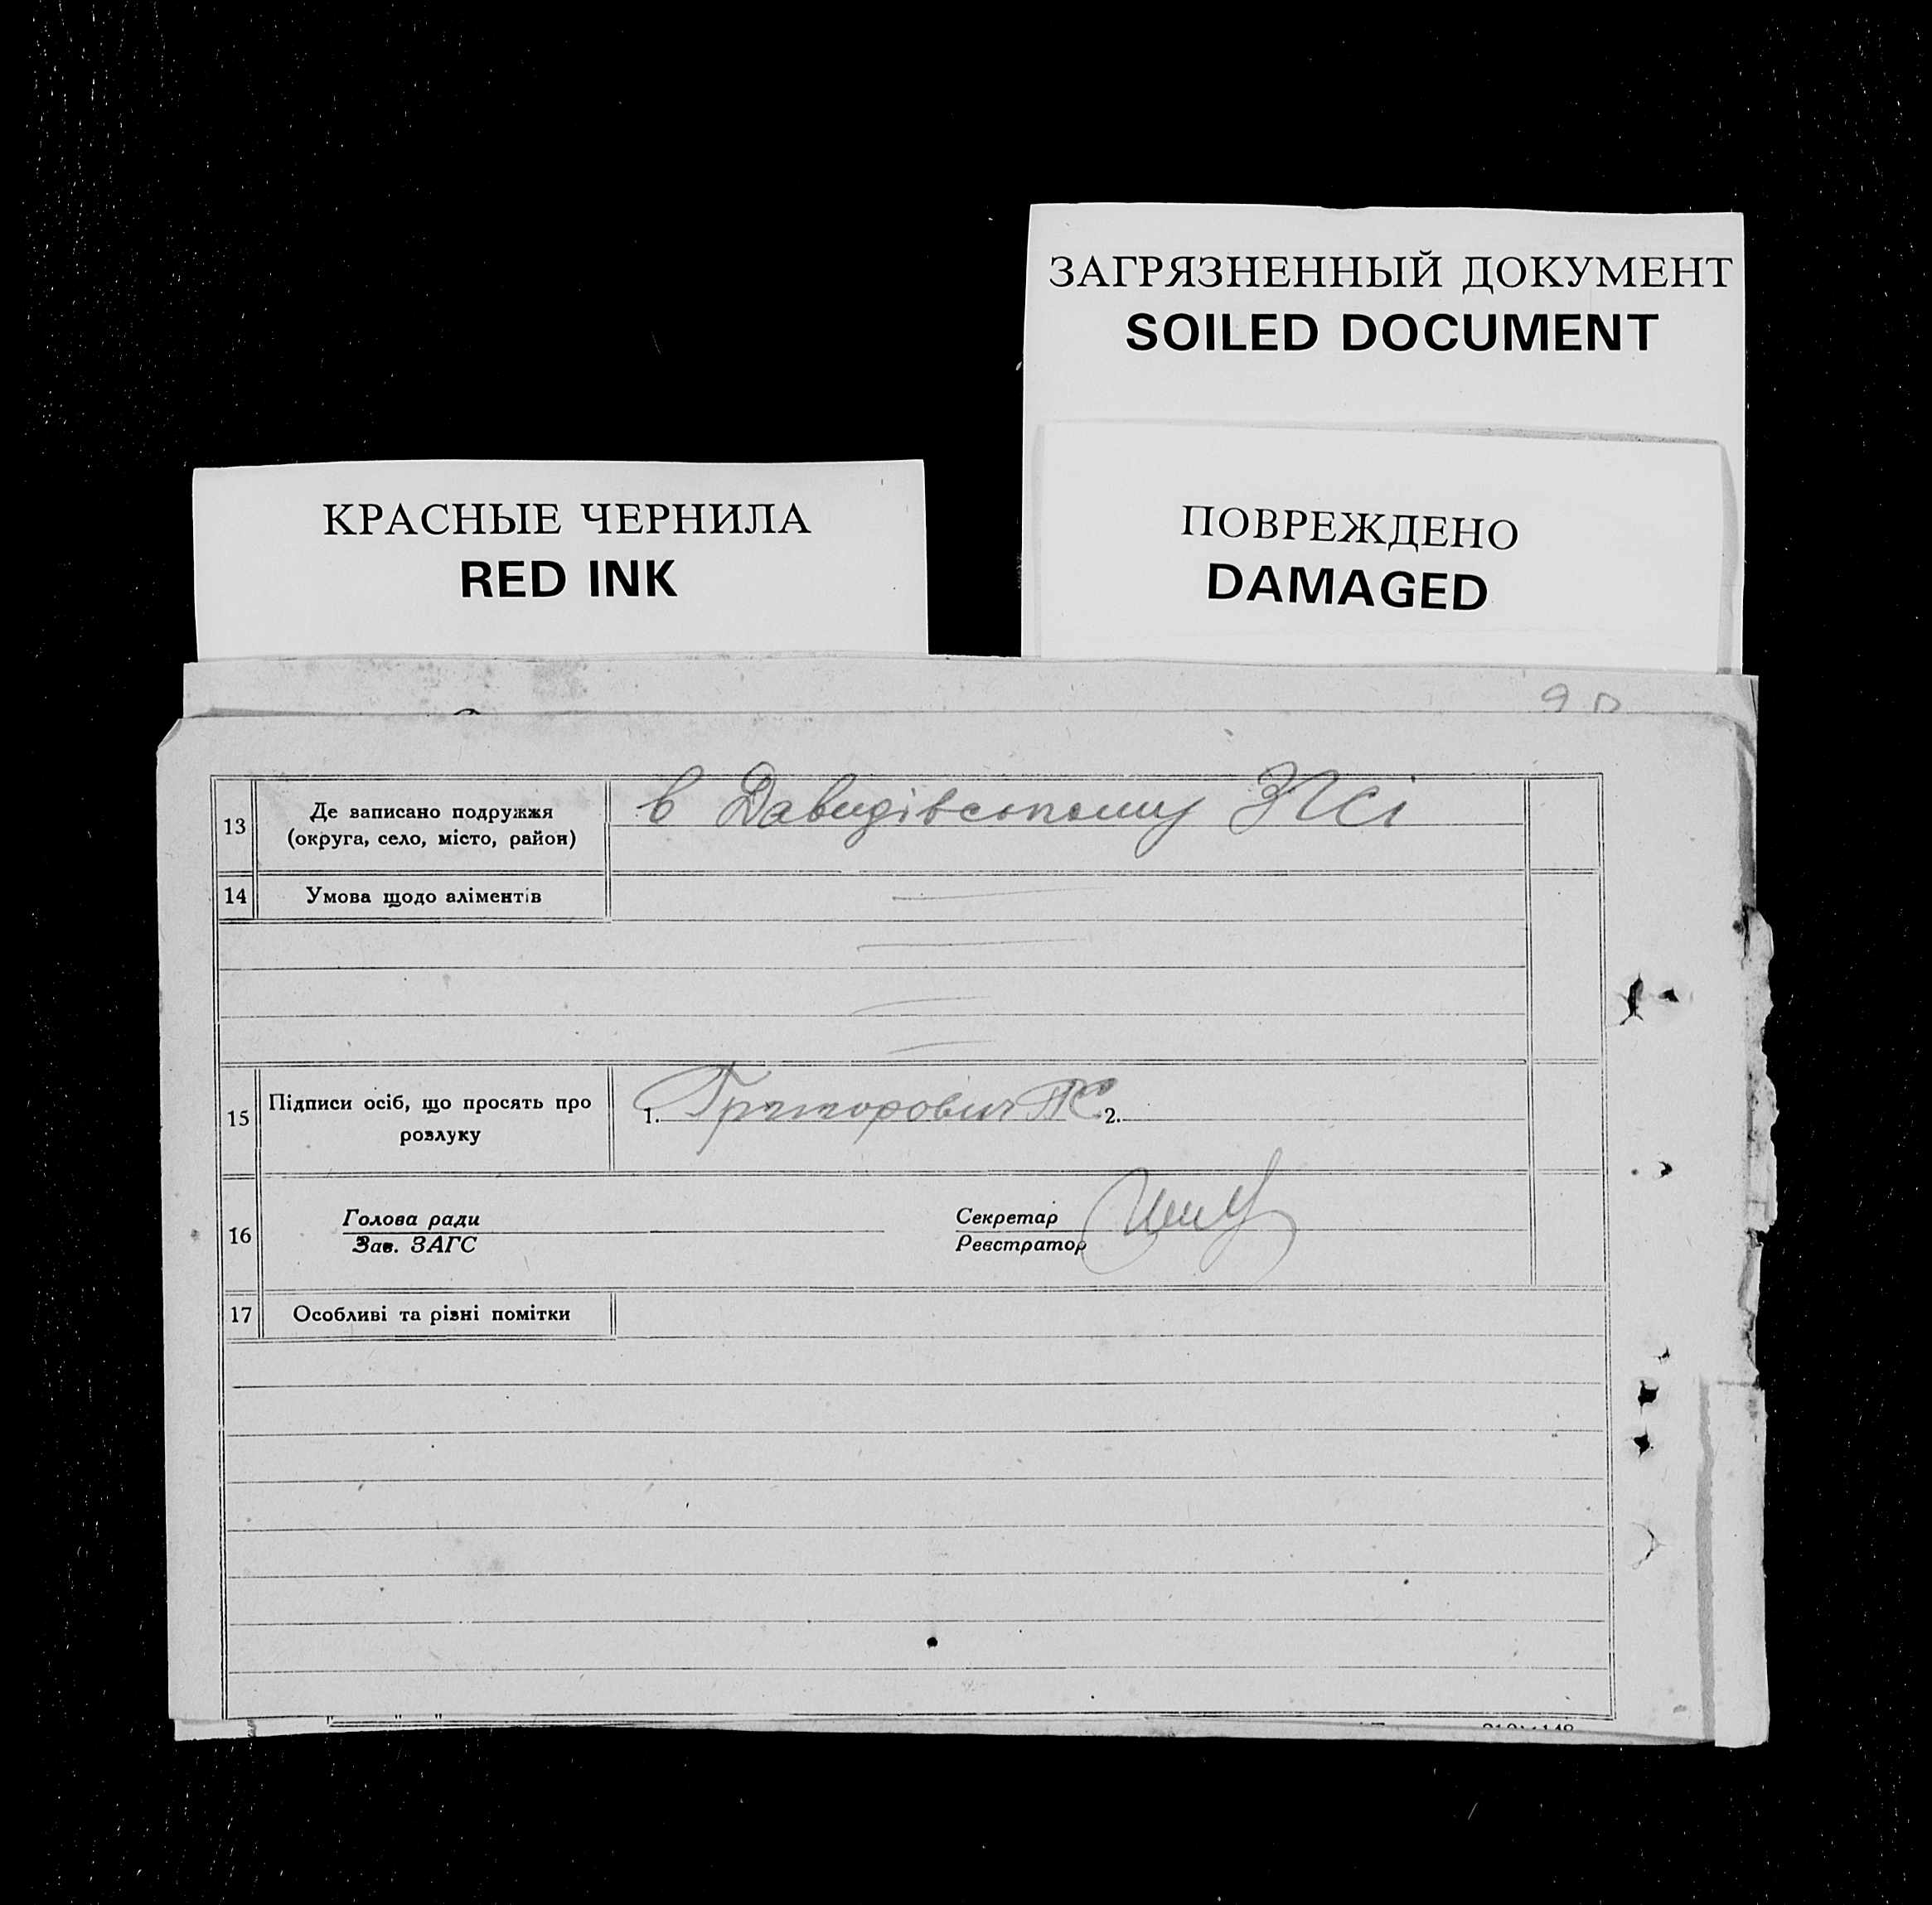 ЗАГРЯЗНЕННЫЙ ДОКУМЕНТ
SOILED DOCUMENT
КРАСНЫЕ ЧЕРНИЛА
RED INK
ПОВРЕЖДЕНО
DAMAGED
13 Де записано подружжя
(округа, село, місто, район)
в Давидівському
14 Умова щодо аліментів
15 Підписи осіб, що просять про
розлуку
1. 2.
16 Голова ради
Зав. ЗАГС
Секретар
Реєстратор
17 Особливі та різні помітки